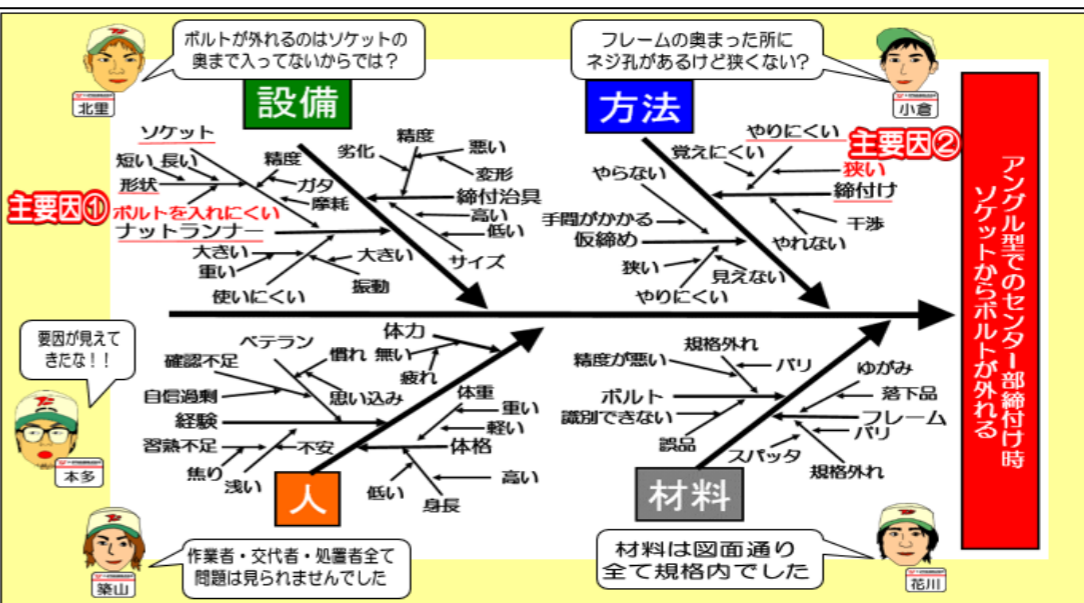 ボルトが外れるのはソケットの
奥まで入ってないからでは？
北里
フレームの奥まった所に
ネジ孔があるけど狭くない?
小倉
設備
方法
ソケット
短い
長い
形状
精度
ガタ
摩耗
ボルトを入れにくい
主要因①
ナットランナー
大きい
重い
使いにくい
大きい
振動
劣化
精度
悪い
変形
締付治具
高い
低い
サイズ
やりにくい
覚えにくい
主要因②
狭い
やらない
締付け
手間がかかる
仮締め
干渉
やれない
狭い
見えない
やりにくい
アングル型でのセンター部締付け時
ソケットからボルトが外れる
要因が見えて
きたな！！
本多
ベテラン
確認不足
慣れ
自信過剰
思い込み
経験
習熟不足
不安
焦り
浅い
体力
無い
疲れ
体重
重い
軽い
体格
低い
高い
身長
人
規格外れ
精度が悪い
バリ
ボルト
識別できない
誤品
ゆがみ
落下品
フレーム
バリ
スパッタ
規格外れ
材料
作業者・交代者・処置者全て
問題は見られませんでした
築山
材料は図面通り
全て規格内でした
花川